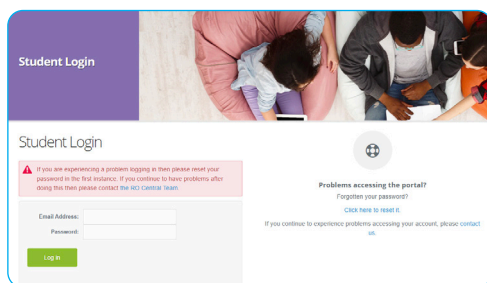 Student Login
Student Login
If you are experiencing a problem logging in then please reset your
password in the first instance. If you continue to have problems after
doing this then please contact the RO Central Team.
Email Address:
Password:
Log in
Problems accessing the portal?
Forgotten your password?
Click here to reset it.
If you continue to experience problems accessing your account, please contact
us.